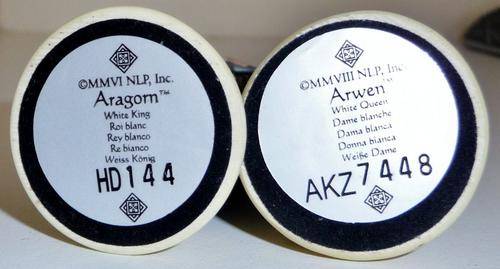 ©MMVI NLP, Inc.
Aragorn™
White King
Roi blanc
Rey blanco
Re bianco
Weiss König
HD144
©MMVIII NLP, Inc
Arwen™
White Queen
Dame blanche
Dama blanca
Donna bianca
Weiße Dame
AKZ7448